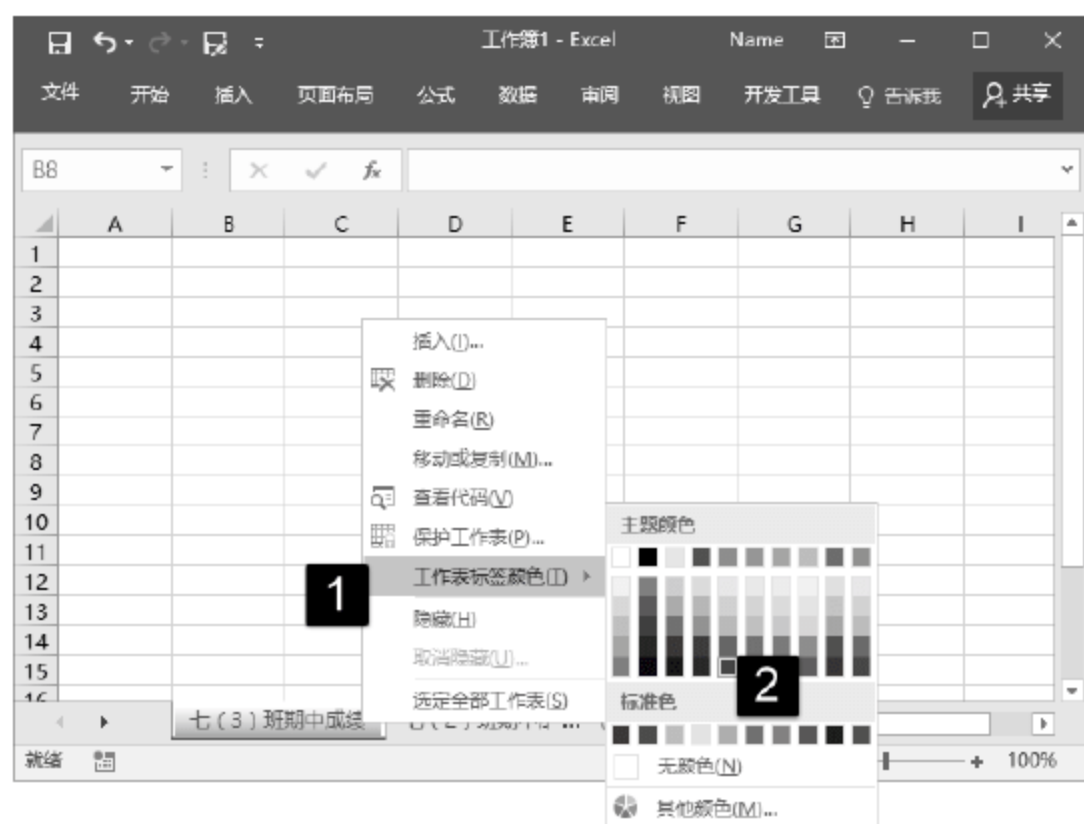 工作簿1 - Excel Name
文件 开始 插入 页面布局 公式 数据 审阅 视图 开发工具 告诉我 共享
B8 fx
A B C D E F G H I
1
2
3
4
5
6
7
8
9
10
11
12
13
14
15
16
插入(I)...
删除(D)
重命名(R)
移动或复制(M)...
查看代码(V)
保护工作表(P)...
工作表标签颜色(T)
隐藏(H)
取消隐藏(U)...
选定全部工作表(S)
1
主题颜色
2
标准色
无颜色(N)
其他颜色(M)...
七(3)班期中成绩
就绪 100%